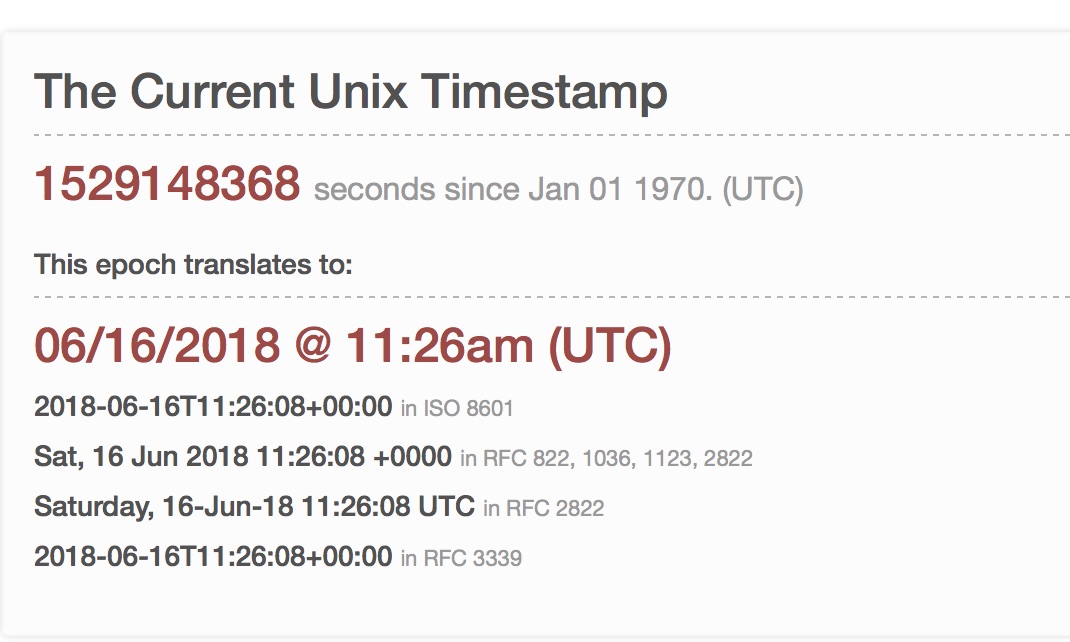 The Current Unix Timestamp
1529148368 seconds since Jan 01 1970. (UTC)
This epoch translates to:
06/16/2018 @ 11:26am (UTC)
2018-06-16T11:26:08+00:00 in ISO 8601
Sat, 16 Jun 2018 11:26:08 +0000 in RFC 822, 1036, 1123, 2822
Saturday, 16-Jun-18 11:26:08 UTC in RFC 2822
2018-06-16T11:26:08+00:00 in RFC 3339